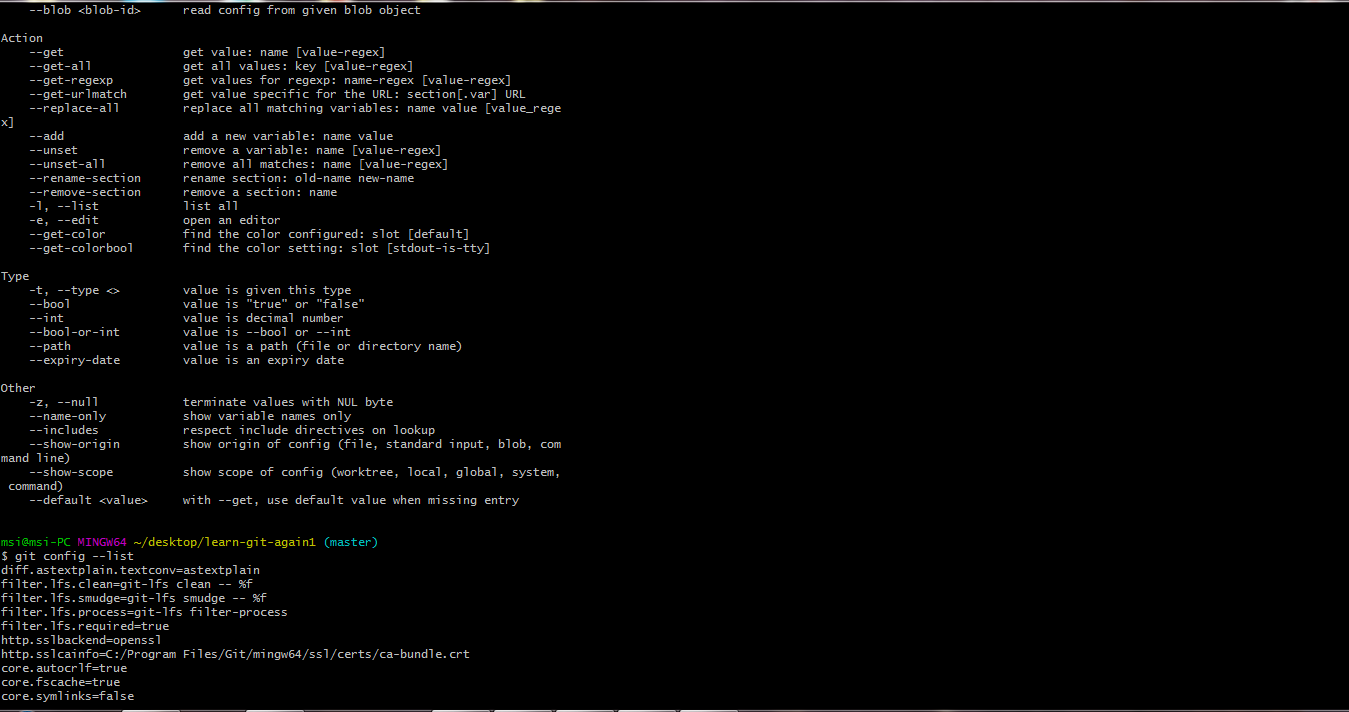 --blob <blob-id>      read config from given blob object

Action
    --get                 get value: name [value-regex]
    --get-all             get all values: key [value-regex]
    --get-regexp          get values for regexp: name-regex [value-regex]
    --get-urlmatch        get value specific for the URL: section[.var] URL
    --replace-all         replace all matching variables: name value [value_rege
x]
    --add                 add a new variable: name value
    --unset               remove a variable: name [value-regex]
    --unset-all           remove all matches: name [value-regex]
    --rename-section      rename section: old-name new-name
    --remove-section      remove a section: name
    -l, --list            list all
    -e, --edit            open an editor
    --get-color           find the color configured: slot [default]
    --get-colorbool       find the color setting: slot [stdout-is-tty]

Type
    -t, --type <>         value is given this type
    --bool                value is "true" or "false"
    --int                 value is decimal number
    --bool-or-int         value is --bool or --int
    --path                value is a path (file or directory name)
    --expiry-date         value is an expiry date

Other
    -z, --null            terminate values with NUL byte
    --name-only           show variable names only
    --includes            respect include directives on lookup
    --show-origin         show origin of config (file, standard input, blob, com
mand line)
    --show-scope          show scope of config (worktree, local, global, system,
 command)
    --default <value>     with --get, use default value when missing entry

msi@msi-PC MINGW64 ~/desktop/learn-git-again1 (master)
$ git config --list
diff.astextplain.textconv=astextplain
filter.lfs.clean=git-lfs clean -- %f
filter.lfs.smudge=git-lfs smudge -- %f
filter.lfs.process=git-lfs filter-process
filter.lfs.required=true
http.sslbackend=openssl
http.sslcainfo=C:/Program Files/Git/mingw64/ssl/certs/ca-bundle.crt
core.autocrlf=true
core.fscache=true
core.symlinks=false